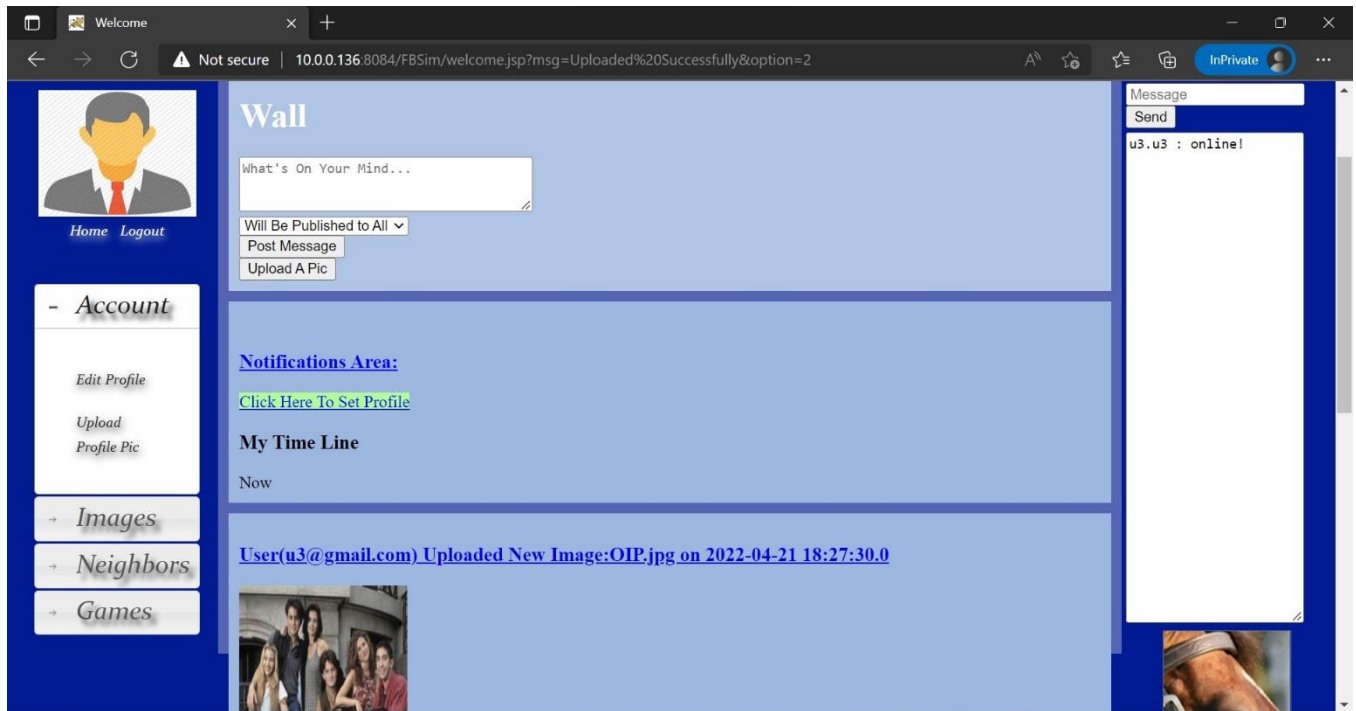 Welcome
Not secure
10.0.0.136:8084/FBSim/welcome.jsp?msg=Uploaded%20Successfully&option=2
InPrivate
Home Logout
- Account
Edit Profile
Upload
Profile Pic
Images
Neighbors
Games
Wall
What's On Your Mind...
Will Be Published to All
Post Message
Upload A Pic
Notifications Area:
Click Here To Set Profile
My Time Line
Now
User(u3@gmail.com) Uploaded New Image:OIP.jpg on 2022-04-21 18:27:30.0
Message
Send
u3.u3 : online!